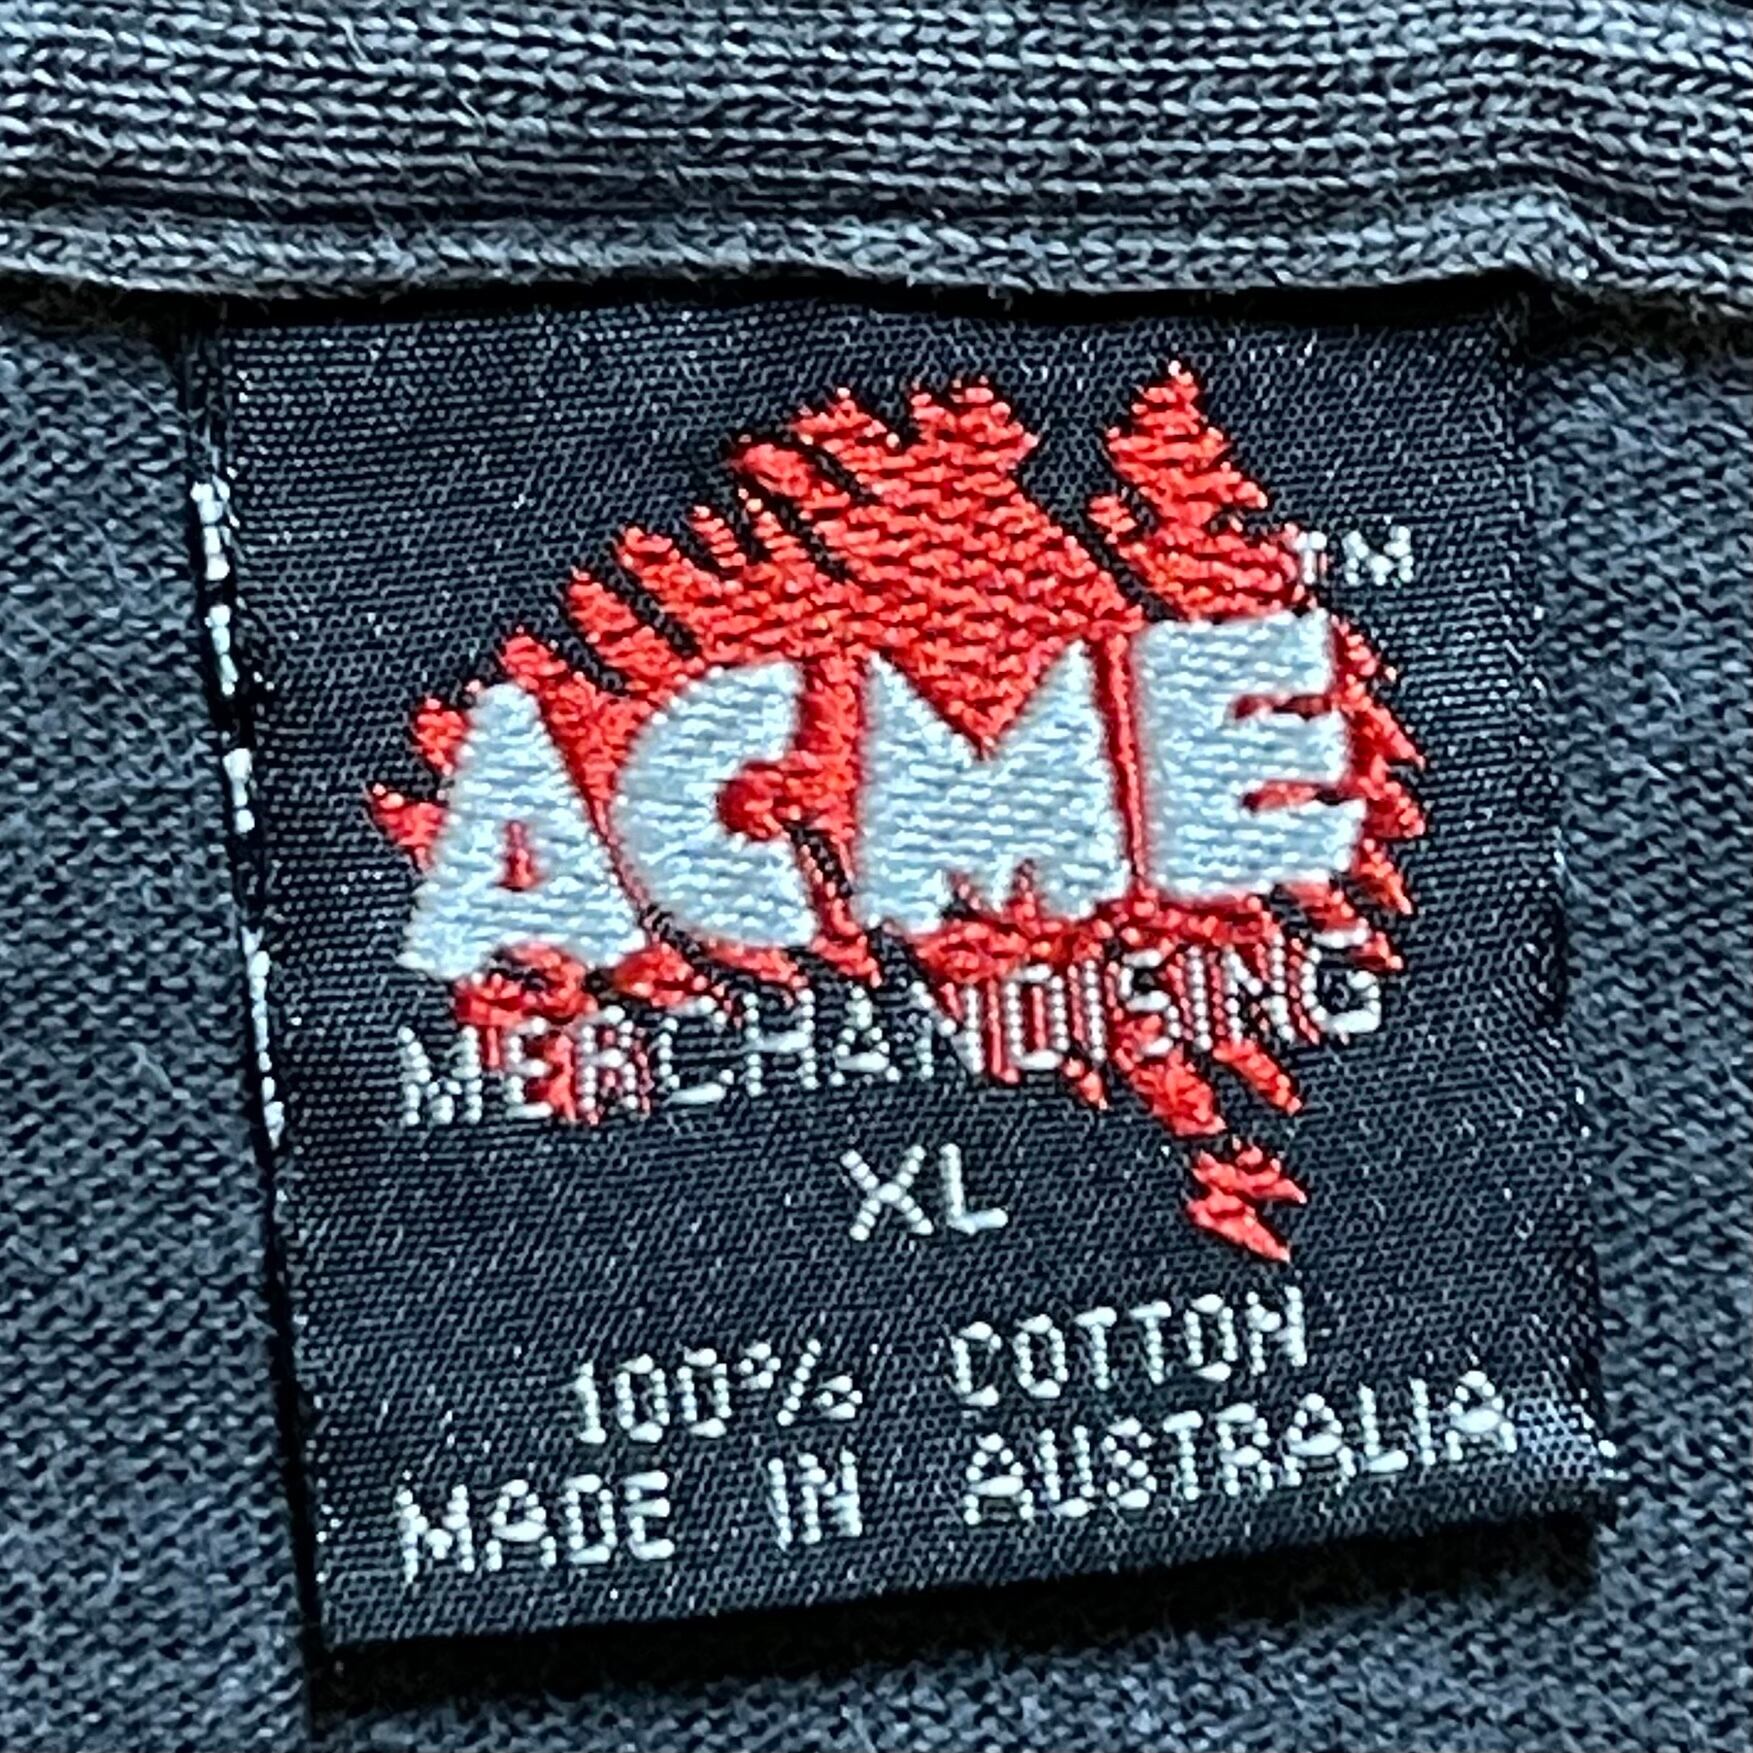 ACME™
MERCHANDISING
XL
100% COTTON
MADE IN AUSTRALIA